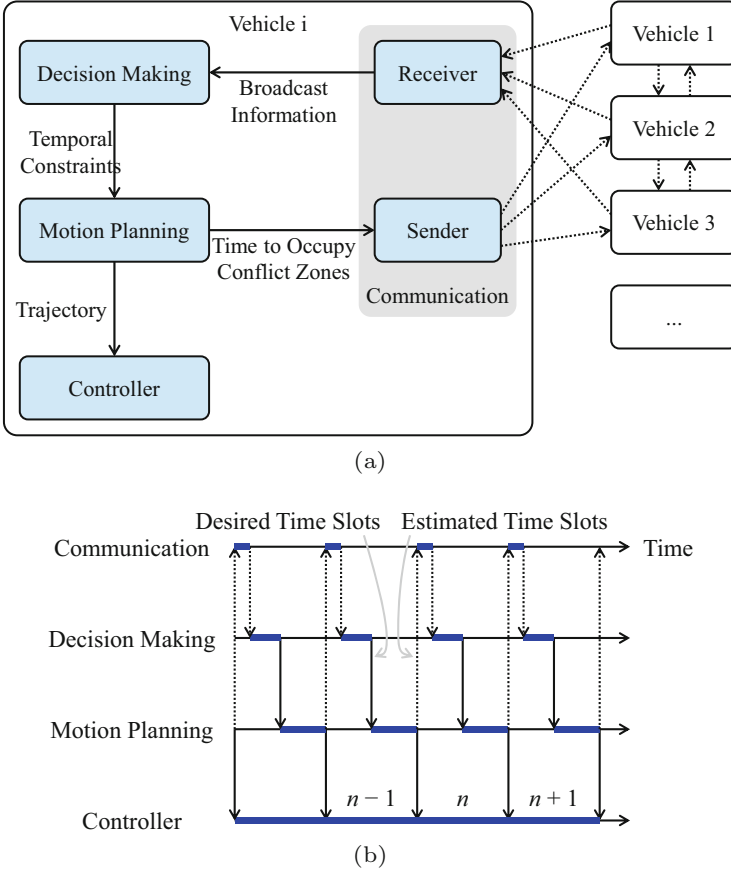 Vehicle i
Decision Making
Receiver
Broadcast
Information
Temporal
Constraints
Motion Planning
Time to Occupy
Conflict Zones
Sender
Communication
Trajectory
Controller
Vehicle 1
Vehicle 2
Vehicle 3
...
(a)
Desired Time Slots
Estimated Time Slots
Communication
Time
Decision Making
Motion Planning
n − 1
n
n + 1
Controller
(b)